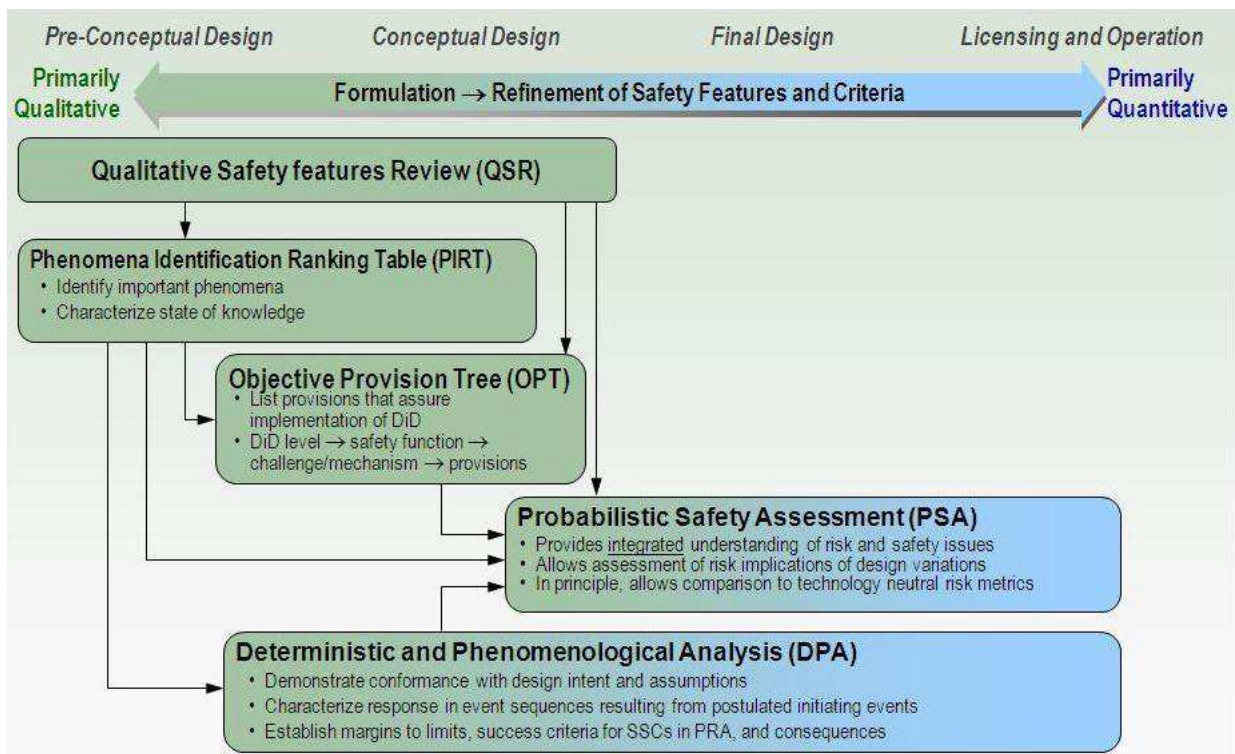 Pre-Conceptual Design Conceptual Design Final Design Licensing and Operation
Primarily
Qualitative
Formulation → Refinement of Safety Features and Criteria
Primarily
Quantitative
Qualitative Safety features Review (QSR)
Phenomena Identification Ranking Table (PIRT)
• Identify important phenomena
• Characterize state of knowledge
Objective Provision Tree (OPT)
• List provisions that assure
implementation of DiD
• DiD level → safety function →
challenge/mechanism → provisions
Probabilistic Safety Assessment (PSA)
• Provides integrated understanding of risk and safety issues
• Allows assessment of risk implications of design variations
• In principle, allows comparison to technology neutral risk metrics
Deterministic and Phenomenological Analysis (DPA)
• Demonstrate conformance with design intent and assumptions
• Characterize response in event sequences resulting from postulated initiating events
• Establish margins to limits, success criteria for SSCs in PRA, and consequences